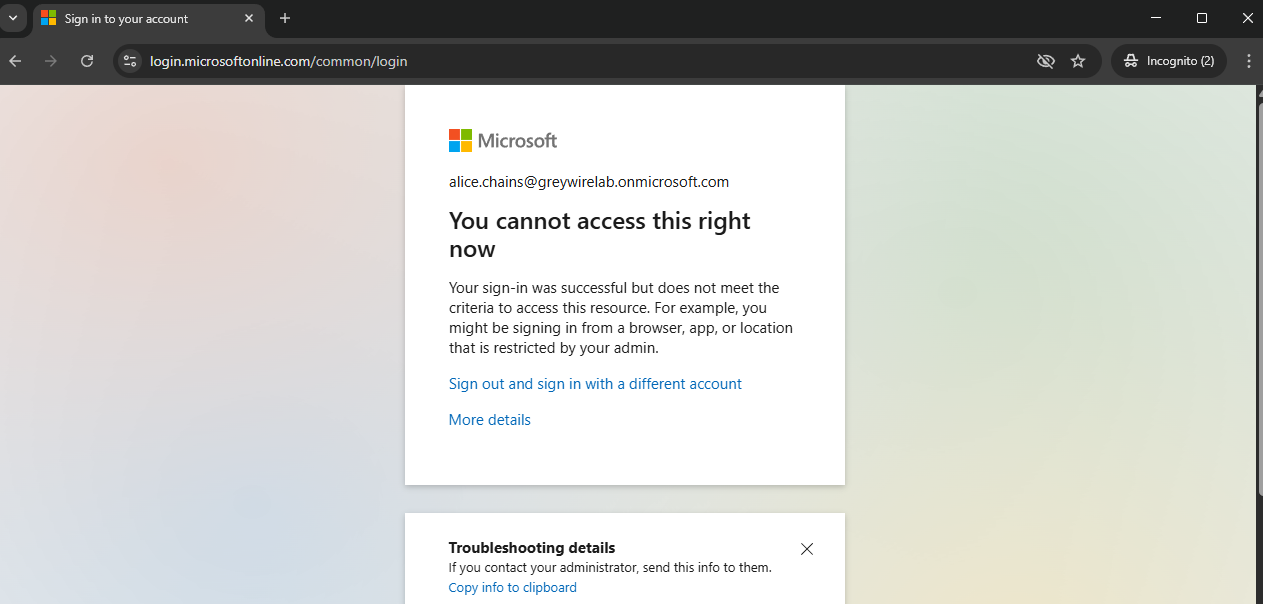 Sign in to your account
login.microsoftonline.com/common/login
Incognito (2)
Microsoft
alice.chains@greywirelab.onmicrosoft.com
You cannot access this right
now
Your sign-in was successful but does not meet the
criteria to access this resource. For example, you
might be signing in from a browser, app, or location
that is restricted by your admin.
Sign out and sign in with a different account
More details
Troubleshooting details
If you contact your administrator, send this info to them.
Copy info to clipboard